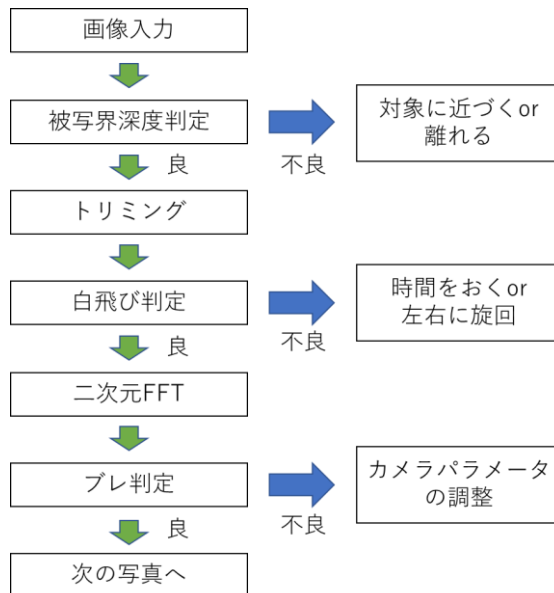 画像入力
被写界深度判定
対象に近づくor
離れる
良
不良
トリミング
白飛び判定
時間をおくor
左右に旋回
良
不良
二次元FFT
ブレ判定
カメラパラメータ
の調整
良
不良
次の写真へ